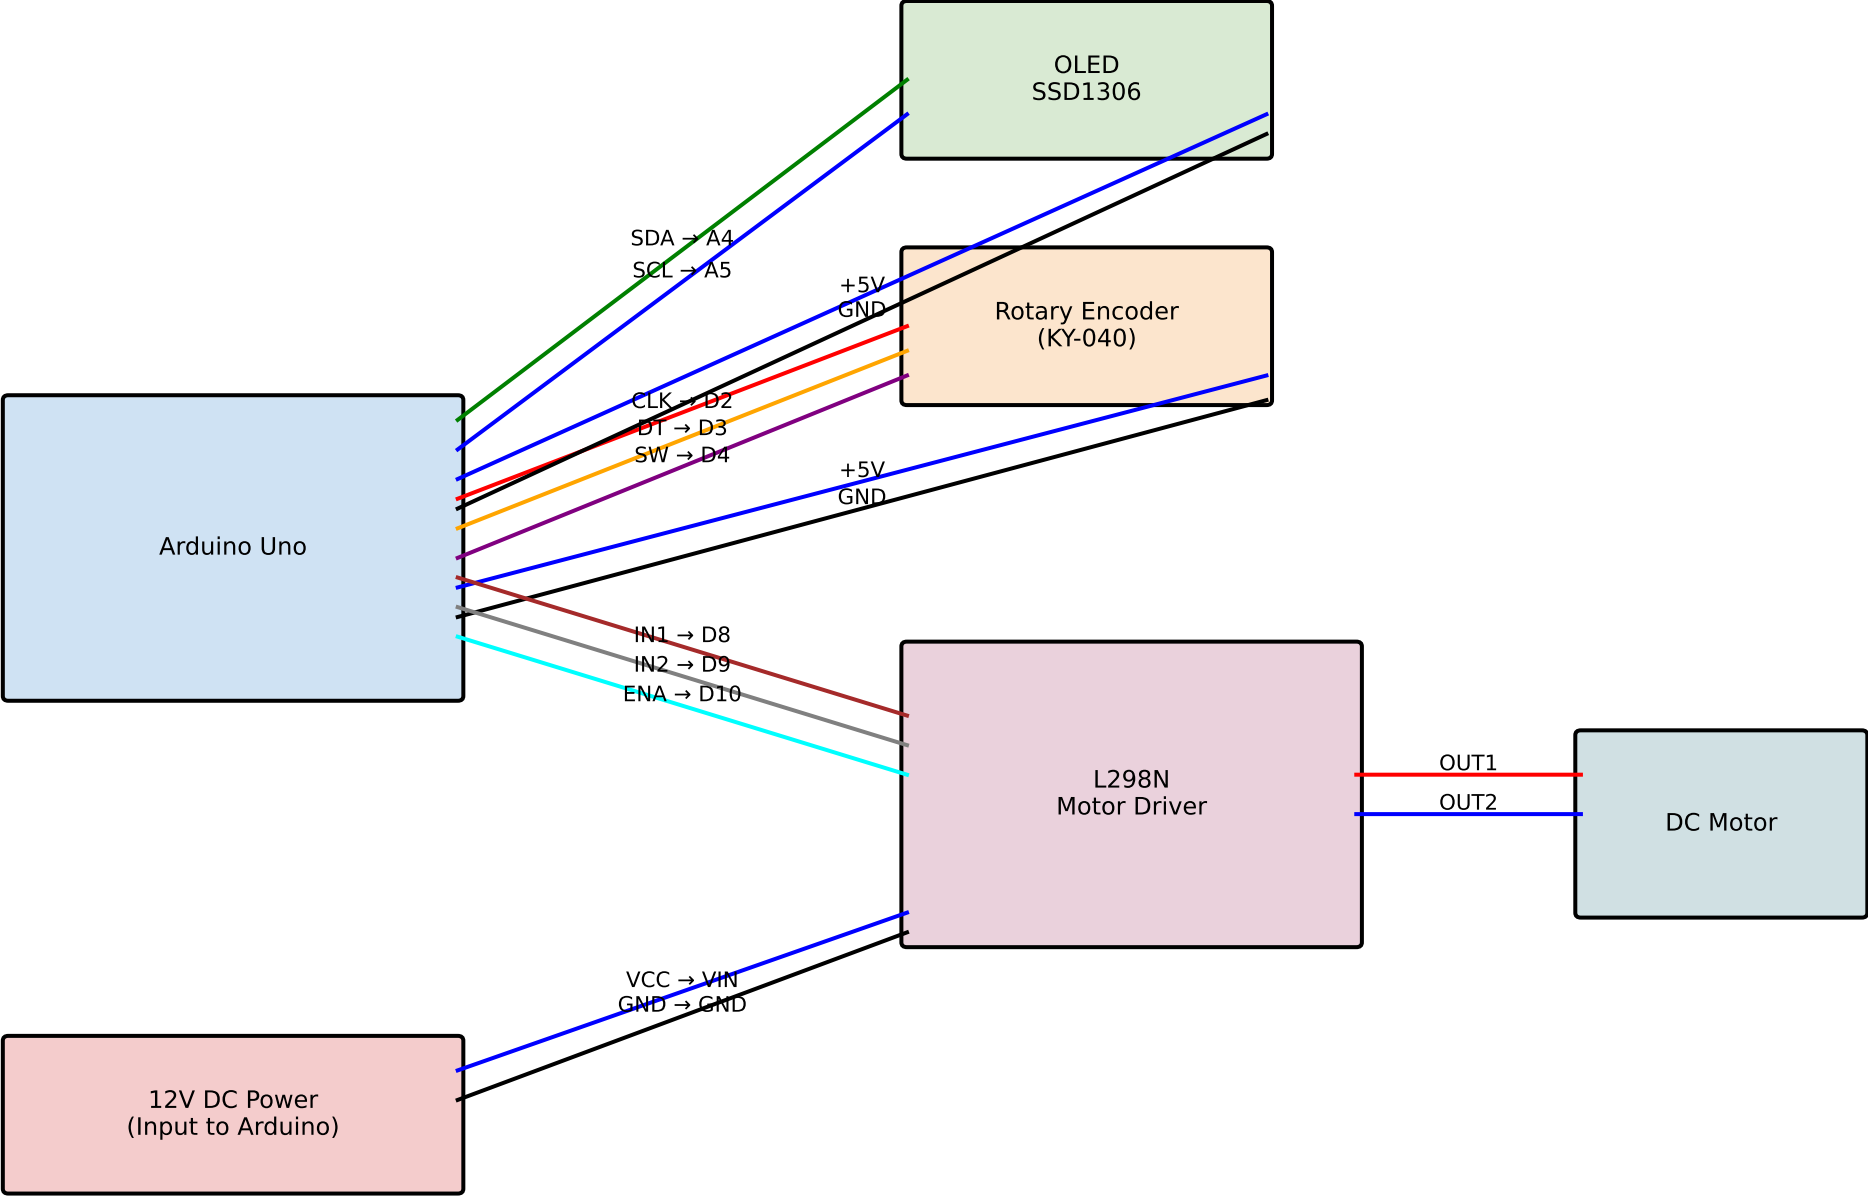 OLED
SSD1306
SDA → A4
SCL → A5
+5V
GND
Rotary Encoder
(KY-040)
CLK → D2
DT → D3
SW → D4
+5V
GND
Arduino Uno
IN1 → D8
IN2 → D9
ENA → D10
L298N
Motor Driver
OUT1
OUT2
DC Motor
VCC → VIN
GND → GND
12V DC Power
(Input to Arduino)